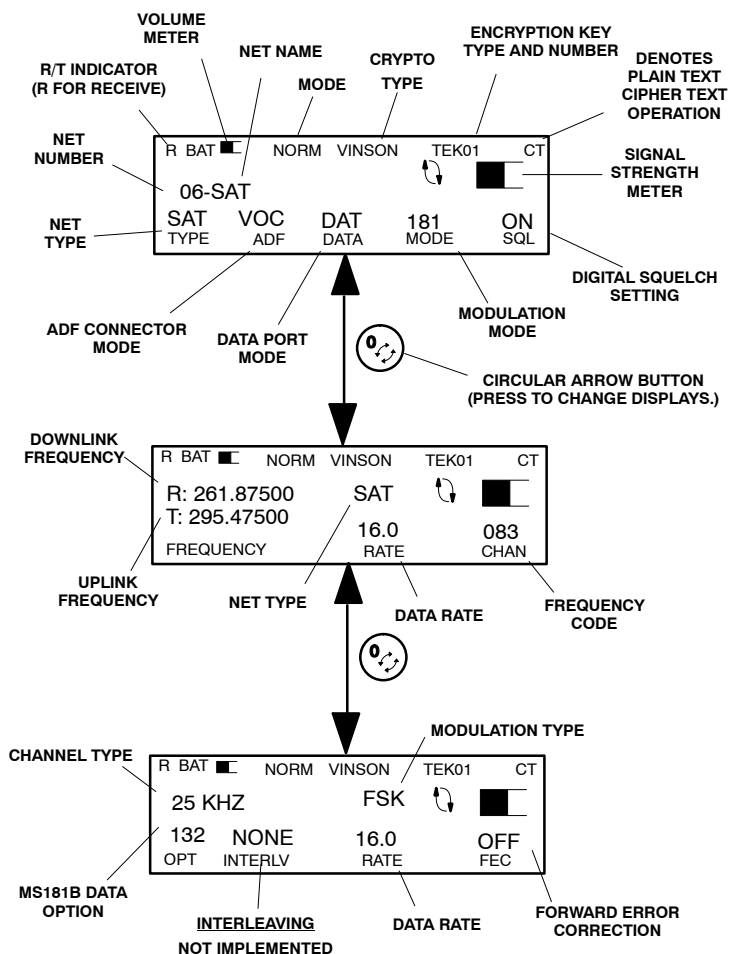 VOLUME
METER
R/T INDICATOR
(R FOR RECEIVE)
NET NAME
MODE
CRYPTO
TYPE
ENCRYPTION KEY
TYPE AND NUMBER
DENOTES
PLAIN TEXT
CIPHER TEXT
OPERATION
NET
NUMBER
R BAT NORM VINSON TEK01 CT
06-SAT
SAT VOC DAT 181 ON
TYPE ADF DATA MODE SQL
SIGNAL
STRENGTH
METER
NET
TYPE
DIGITAL SQUELCH
SETTING
ADF CONNECTOR
MODE
DATA PORT
MODE
MODULATION
MODE
0
CIRCULAR ARROW BUTTON
(PRESS TO CHANGE DISPLAYS.)
DOWNLINK
FREQUENCY
R BAT NORM VINSON TEK01 CT
R: 261.87500 SAT
T: 295.47500
16.0 083
FREQUENCY RATE CHAN
UPLINK
FREQUENCY
NET TYPE
DATA RATE
FREQUENCY
CODE
0
MODULATION TYPE
CHANNEL TYPE
R BAT NORM VINSON TEK01 CT
25 KHZ FSK
132 NONE 16.0 OFF
OPT INTERLV RATE FEC
MS181B DATA
OPTION
INTERLEAVING
NOT IMPLEMENTED
DATA RATE
FORWARD ERROR
CORRECTION